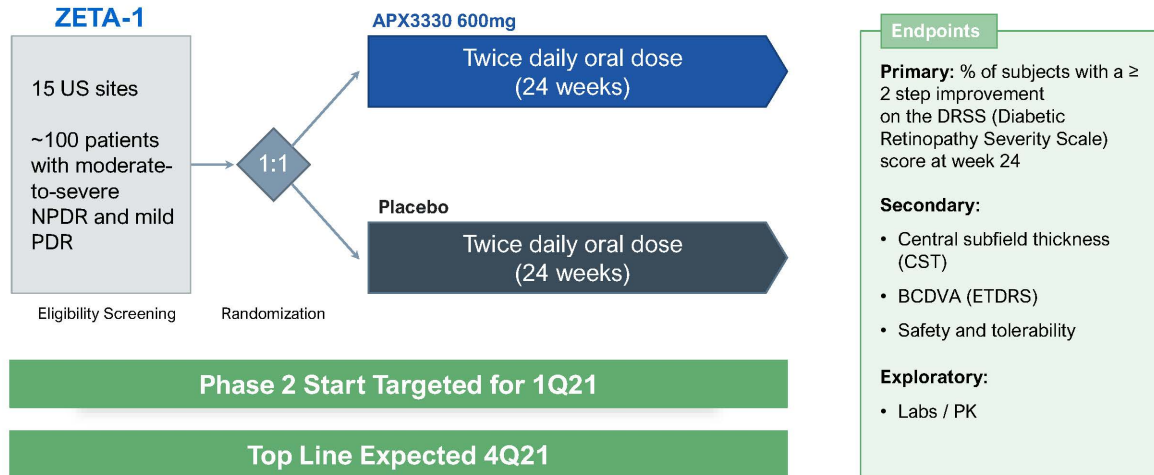 ZETA-1
15 US sites
~100 patients
with moderate-
to-severe
NPDR and mild
PDR
Eligibility Screening
1:1
Randomization
APX3330 600mg
Twice daily oral dose
(24 weeks)
Placebo
Twice daily oral dose
(24 weeks)
Phase 2 Start Targeted for 1Q21
Top Line Expected 4Q21
Endpoints
Primary: % of subjects with a ≥
2 step improvement
on the DRSS (Diabetic
Retinopathy Severity Scale)
score at week 24
Secondary:
• Central subfield thickness
(CST)
• BCDVA (ETDRS)
• Safety and tolerability
Exploratory:
• Labs / PK